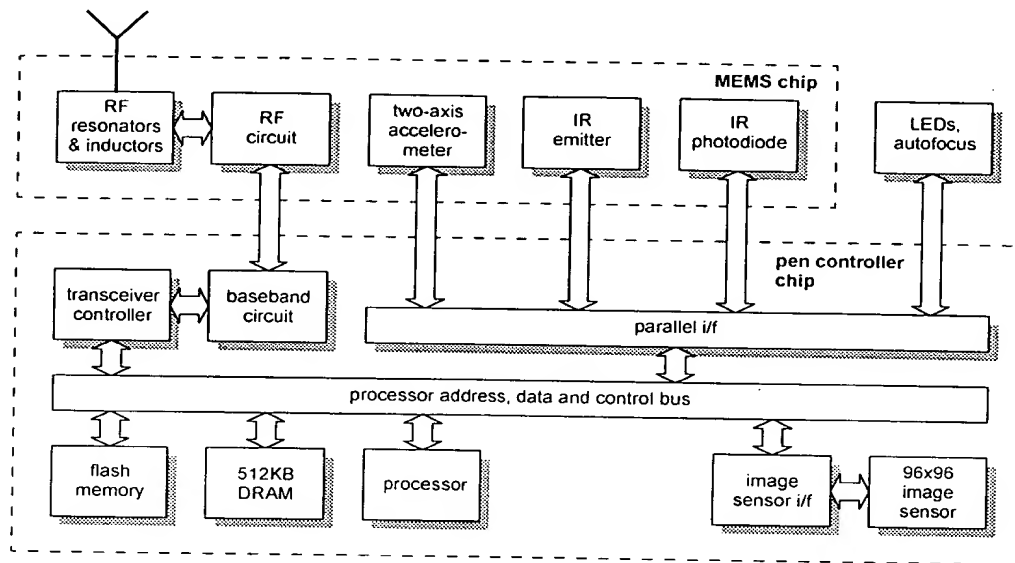 MEMS chip
RF
resonators
& inductors
RF
circuit
two-axis
accelero-
meter
IR
emitter
IR
photodiode
LEDs,
autofocus
pen controller
chip
transceiver
controller
baseband
circuit
parallel i/f
processor address, data and control bus
flash
memory
512KB
DRAM
processor
image
sensor i/f
96x96
image
sensor